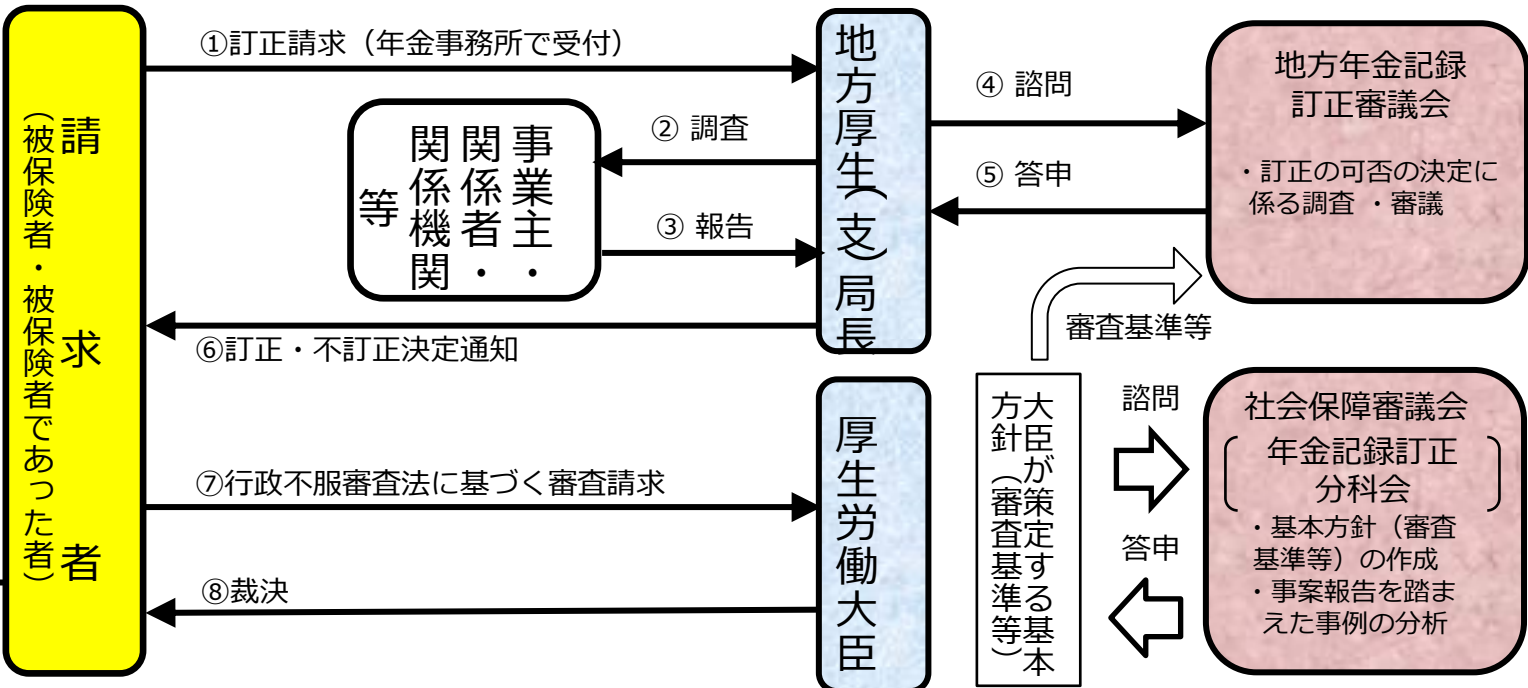 請求者
(被保険者・被保険者であった者)
①訂正請求（年金事務所で受付）
事業主・
関係者・
関係機関
等
② 調査
③ 報告
⑥訂正・不訂正決定通知
⑦行政不服審査法に基づく審査請求
⑧裁決
地方厚生(支)局長
厚生労働大臣
④ 諮問
⑤ 答申
地方年金記録
訂正審議会
・訂正の可否の決定に
係る調査 ・審議
審査基準等
大臣が策定する基本
方針（審査基準等）
諮問
答申
社会保障審議会
年金記録訂正
分科会
・基本方針（審査
基準等）の作成
・事案報告を踏ま
えた事例の分析